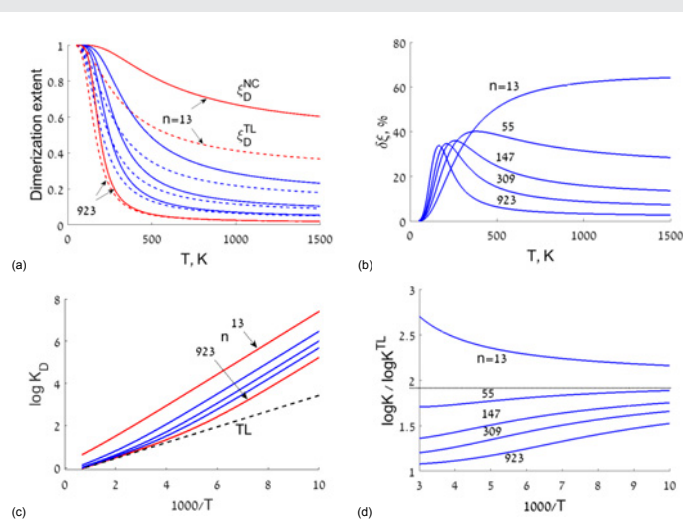 1
0.8
0.6
0.4
0.2
0
Dimerization extent
ξ_D^NC
n=13
ξ_D^TL
923
0 500 1000 1500
T, K
(a)
80
60
40
20
0
δξ, %
n=13
55
147
309
923
0 500 1000 1500
T, K
(b)
8
6
4
2
0
log K_D
13
n
923
TL
0 2 4 6 8 10
1000/T
(c)
3
2.5
2
1.5
1
logK / logK^TL
n=13
55
147
309
923
3 4 5 6 7 8 9 10
1000/T
(d)